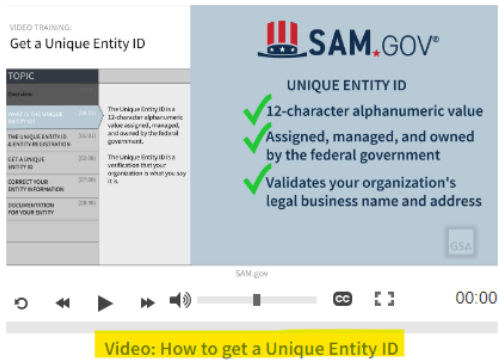 VIDEO TRAINING:
Get a Unique Entity ID
TOPIC
Overview
WHAT IS THE UNIQUE
ENTITY ID?
THE UNIQUE ENTITY ID
& ENTITY REGISTRATION
GET A UNIQUE
ENTITY ID
CORRECT YOUR
ENTITY INFORMATION
DOCUMENTATION
FOR YOUR ENTITY
The Unique Entity ID is a
12-character alphanumeric
value assigned, managed,
and owned by the federal
government.
The Unique Entity ID is a
verification that your
organization is what you say
it is.
SAM.GOV®
UNIQUE ENTITY ID
12-character alphanumeric value
Assigned, managed, and owned
by the federal government
Validates your organization's
legal business name and address
GSA
SAM.gov
CC
00:00
Video: How to get a Unique Entity ID